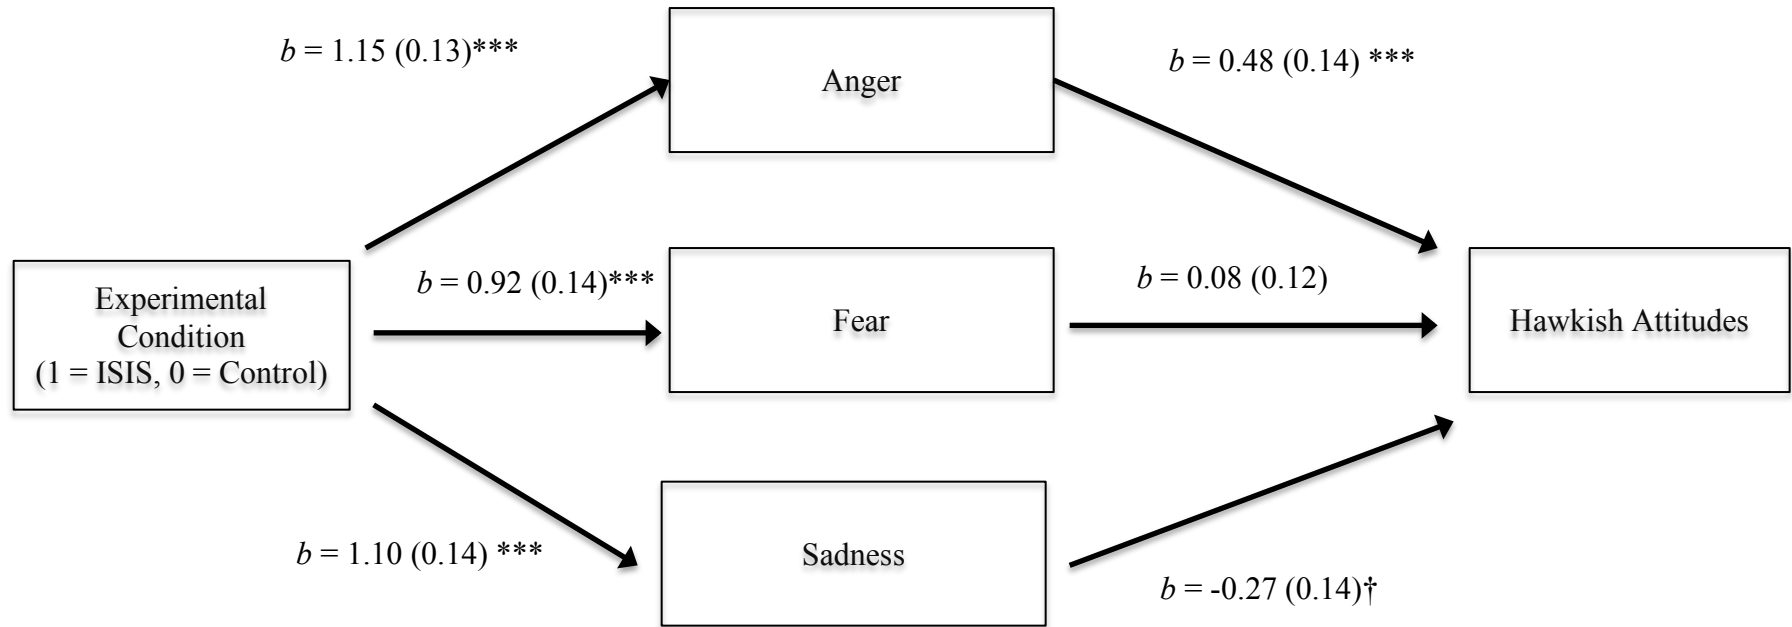 b = 1.15 (0.13)***
Anger
b = 0.48 (0.14) ***
Experimental
Condition
(1 = ISIS, 0 = Control)
b = 0.92 (0.14)***
Fear
b = 0.08 (0.12)
Hawkish Attitudes
b = 1.10 (0.14) ***
Sadness
b = -0.27 (0.14)†